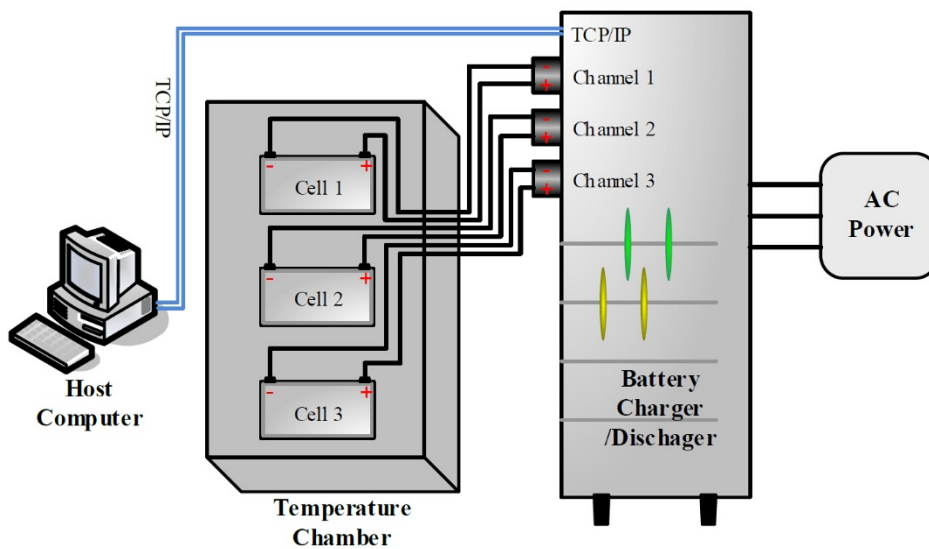 TCP/IP
TCP/IP
-
+
Channel 1
-
+
Channel 2
-
+
Channel 3
- +
Cell 1
- +
Cell 2
- +
Cell 3
AC
Power
Host
Computer
Battery
Charger
/Dischager
Temperature
Chamber